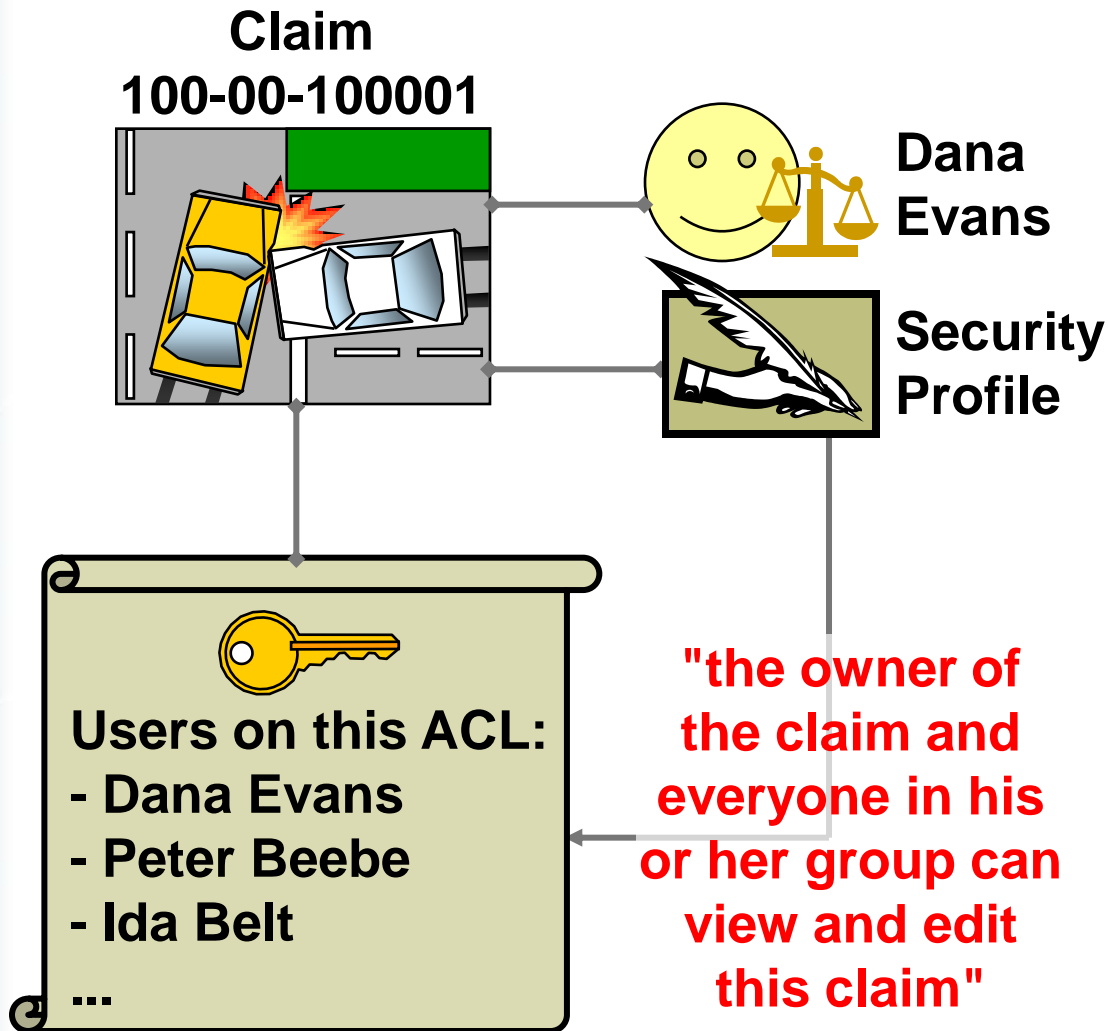 Claim
100-00-100001
Dana
Evans
Security
Profile
Users on this ACL:
- Dana Evans
- Peter Beebe
- Ida Belt
...
"the owner of
the claim and
everyone in his
or her group can
view and edit
this claim"